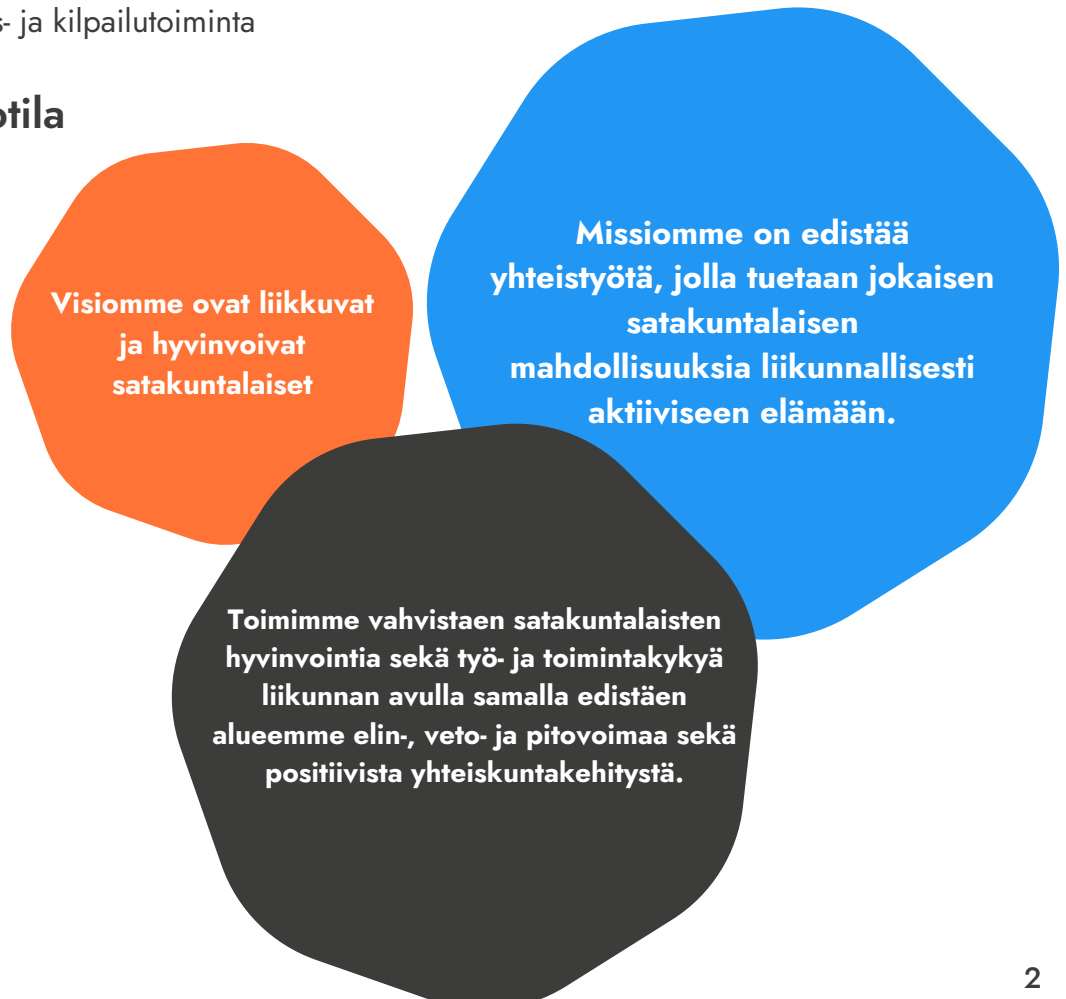 s- ja kilpailutoiminta
otila
Visiomme ovat liikkuvat
ja hyvinvoivat
satakuntalaiset
Missiomme on edistää
yhteistyötä, jolla tuetaan jokaisen
satakuntalaisen
mahdollisuuksia liikunnallisesti
aktiiviseen elämään.
Toimimme vahvistaen satakuntalaisten
hyvinvointia sekä työ- ja toimintakykyä
liikunnan avulla samalla edistäen
alueemme elin-, veto- ja pitovoimaa sekä
positiivista yhteiskuntakehitystä.
2